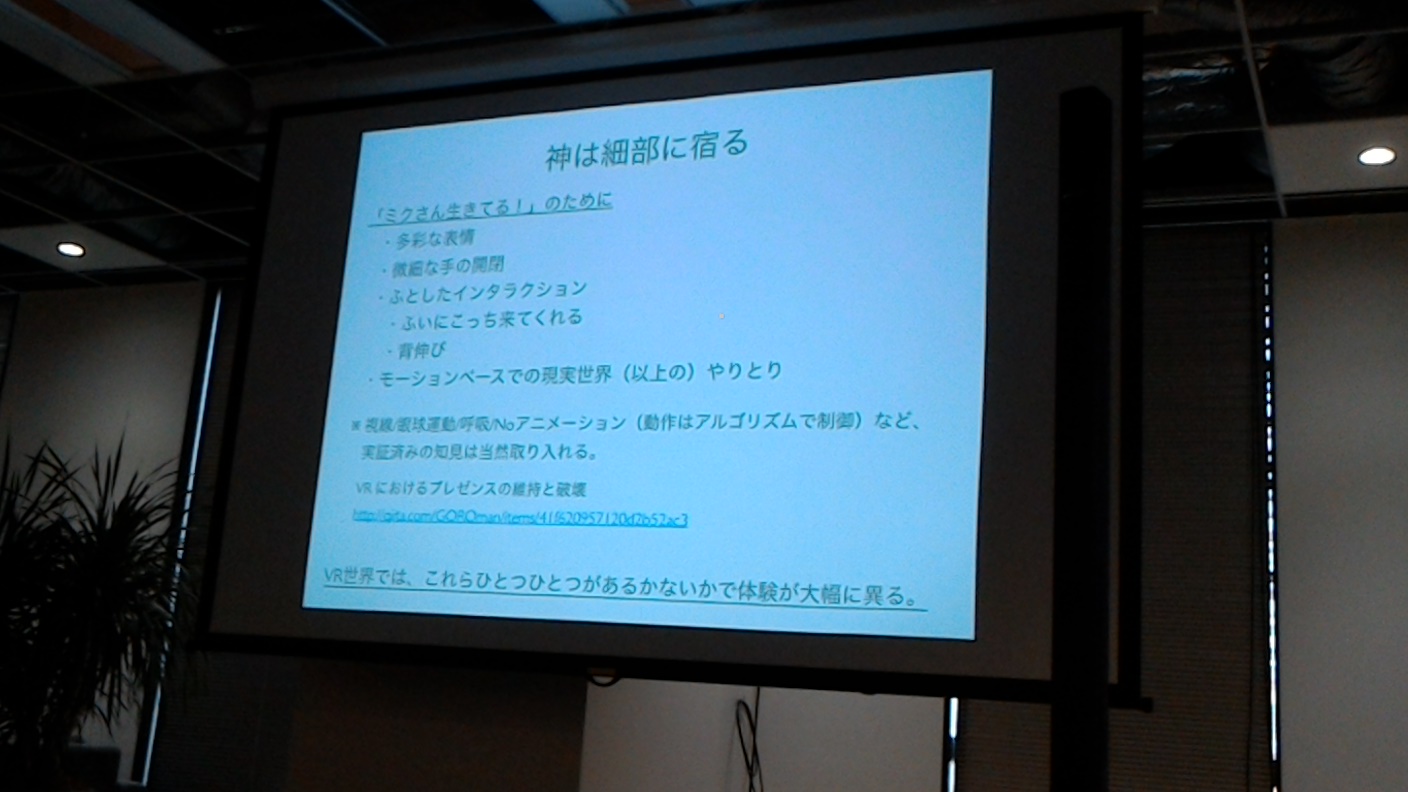 神は細部に宿る
「ミクさん生きてる！」のために
・多彩な表情
・微細な手の開閉
・ふとしたインタラクション
・ふいにこっち来てくれる
・背伸び
・モーションベースでの現実世界（以上の）やりとり
※ 視線/眼球運動/呼吸/Noアニメーション（動作はアルゴリズムで制御）など、
実証済みの知見は当然取り入れる。
VR におけるプレゼンスの維持と破壊
http://qiita.com/GOROman/items/41f620957120d2b52ac3
VR世界では、これらひとつひとつがあるかないかで体験が大幅に異る。